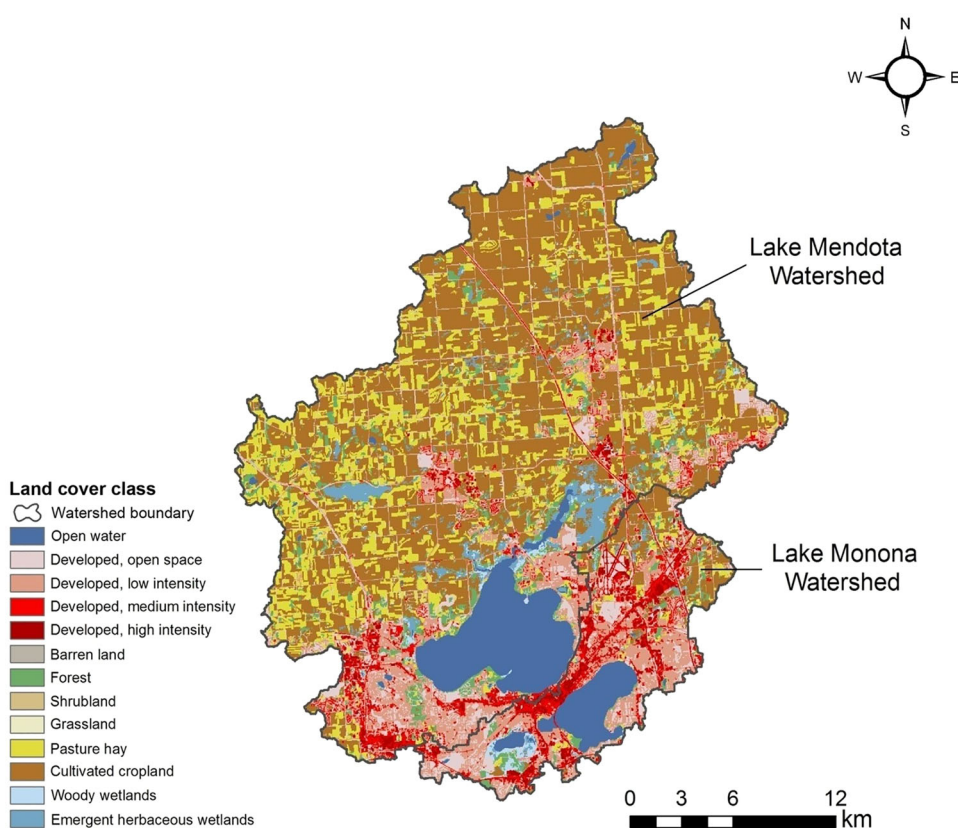 N
W
E
S
Lake Mendota
Watershed
Lake Monona
Watershed
Land cover class
Watershed boundary
Open water
Developed, open space
Developed, low intensity
Developed, medium intensity
Developed, high intensity
Barren land
Forest
Shrubland
Grassland
Pasture hay
Cultivated cropland
Woody wetlands
Emergent herbaceous wetlands
0 3 6 12
km